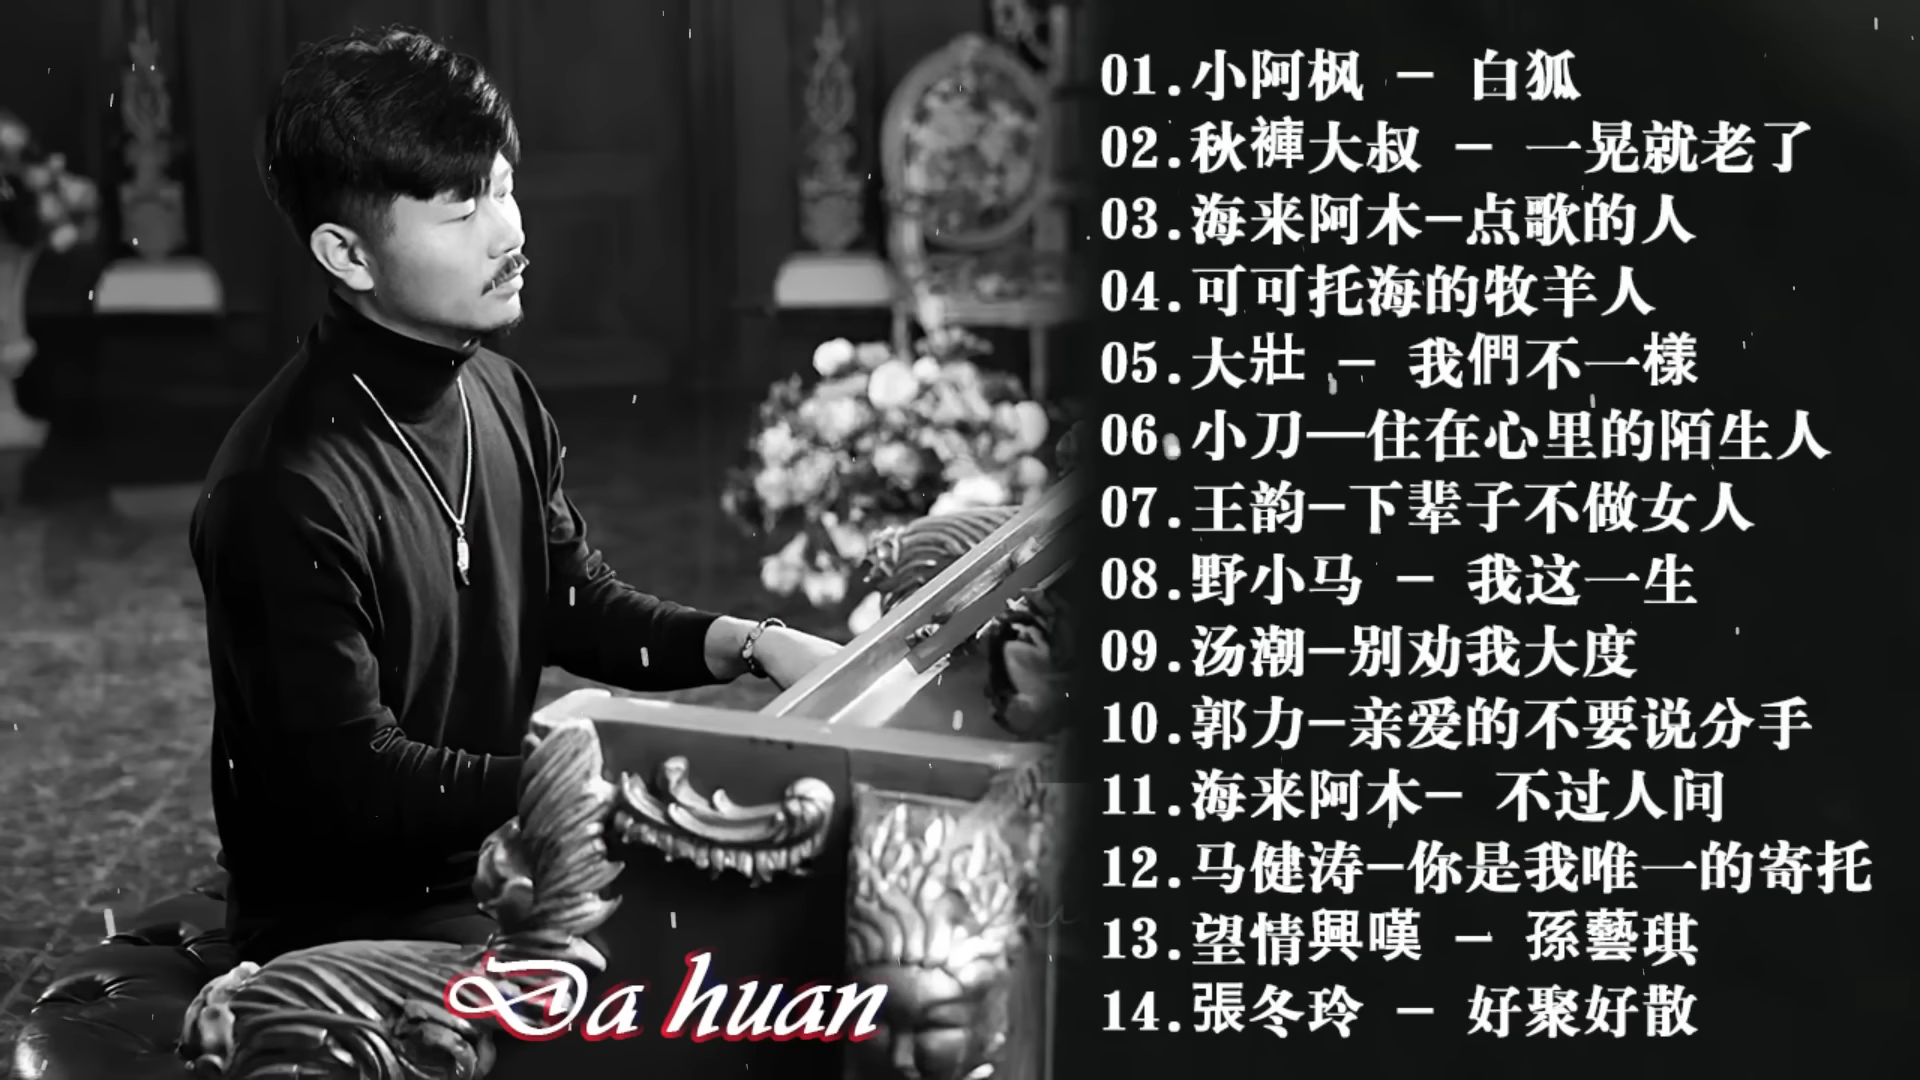 01.小阿枫 - 白狐
02.秋褲大叔 - 一晃就老了
03.海来阿木-点歌的人
04.可可托海的牧羊人
05.大壯 - 我們不一樣
06.小刀—住在心里的陌生人
07.王韵-下辈子不做女人
08.野小马 - 我这一生
09.汤潮-别劝我大度
10.郭力-亲爱的不要说分手
11.海来阿木- 不过人间
12.马健涛-你是我唯一的寄托
13.望情興嘆 - 孫藝琪
14.張冬玲 - 好聚好散
Da huan